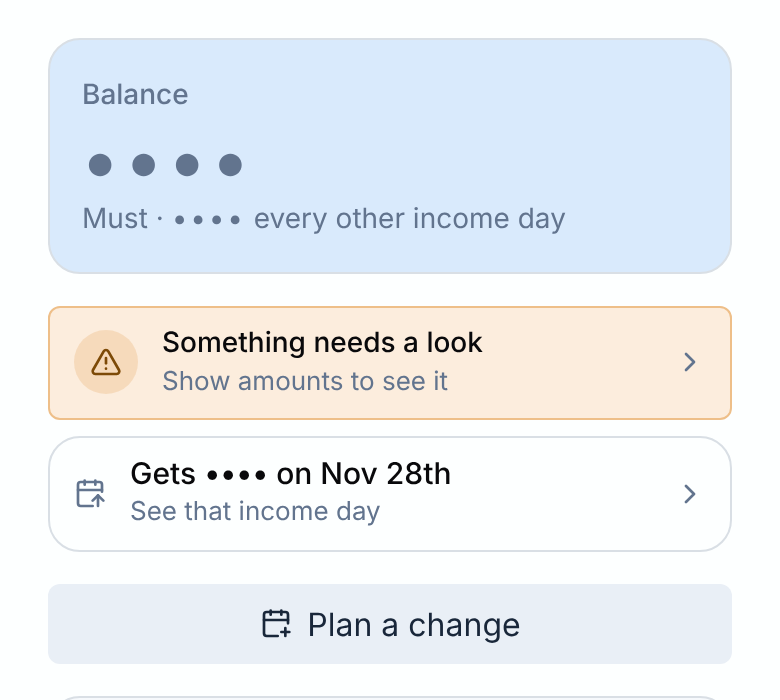 Balance
● ● ● ●
Must · •••• every other income day
Something needs a look
Show amounts to see it
Gets •••• on Nov 28th
See that income day
Plan a change